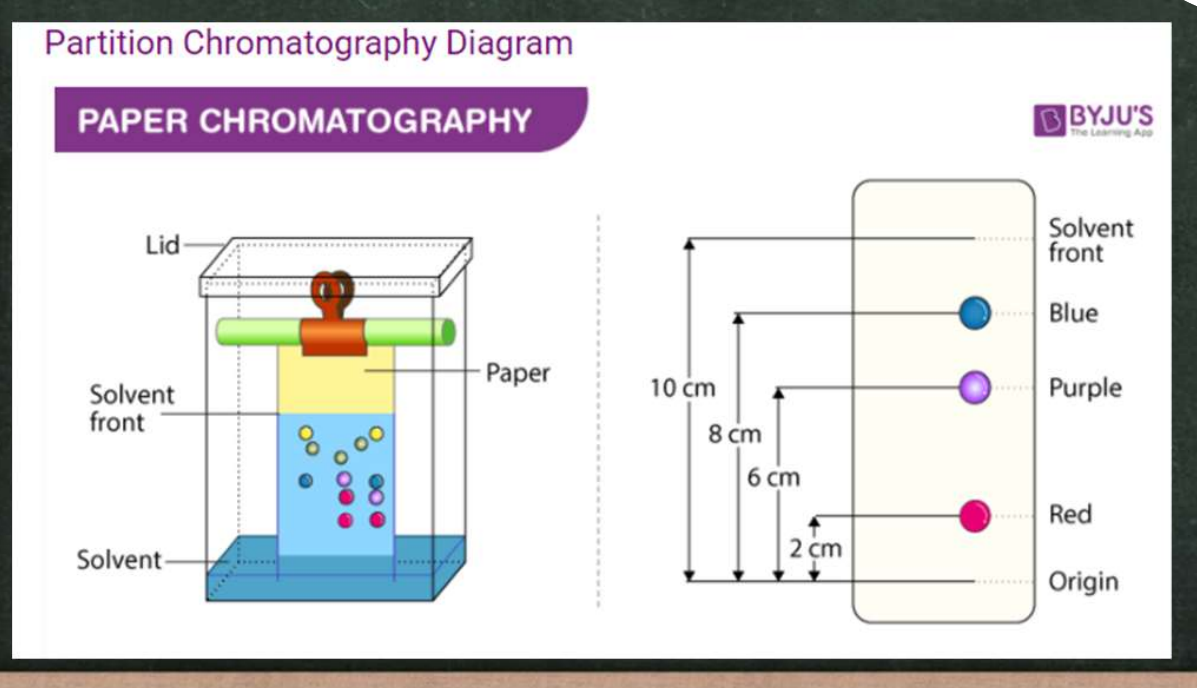 Partition Chromatography Diagram
PAPER CHROMATOGRAPHY
BYJU'S
The Learning App
Lid
Solvent
front
Solvent
Paper
10 cm
8 cm
6 cm
2 cm
Solvent
front
Blue
Purple
Red
Origin